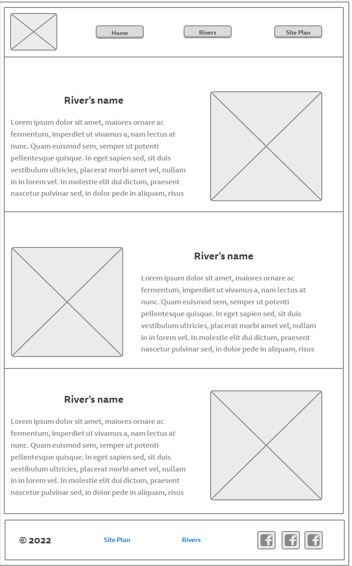 Home
Rivers
Site Plan
River's name
Lorem ipsum dolor sit amet, maiores ornare ac
fermentum, imperdiet ut vivamus a, nam lectus at
nunc. Quam euismod sem, semper ut potenti
pellentesque quisque. In eget sapien sed, sit duis
vestibulum ultricies, placerat morbi amet vel, nullam
in in lorem vel. In molestie elit dui dictum, praesent
nascetur pulvinar sed, in dolor pede in aliquam, risus
River's name
Lorem ipsum dolor sit amet, maiores ornare ac
fermentum, imperdiet ut vivamus a, nam lectus at
nunc. Quam euismod sem, semper ut potenti
pellentesque quisque. In eget sapien sed, sit duis
vestibulum ultricies, placerat morbi amet vel, nullam
in in lorem vel. In molestie elit dui dictum, praesent
nascetur pulvinar sed, in dolor pede in aliquam, risus
River's name
Lorem ipsum dolor sit amet, maiores ornare ac
fermentum, imperdiet ut vivamus a, nam lectus at
nunc. Quam euismod sem, semper ut potenti
pellentesque quisque. In eget sapien sed, sit duis
vestibulum ultricies, placerat morbi amet vel, nullam
in in lorem vel. In molestie elit dui dictum, praesent
nascetur pulvinar sed, in dolor pede in aliquam, risus
© 2022
Site Plan
Rivers